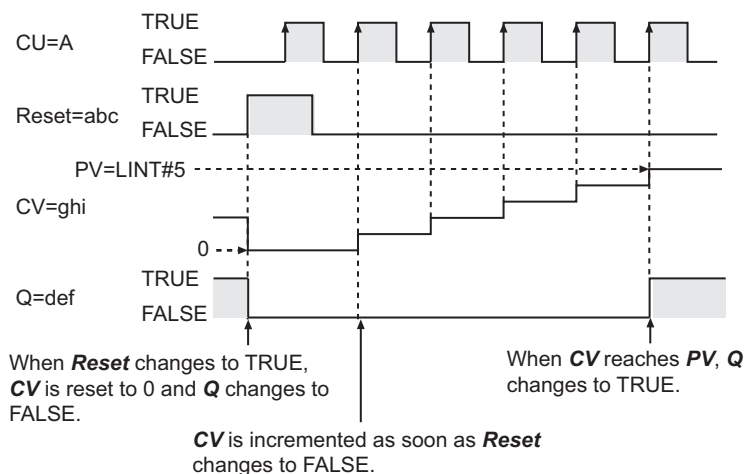 TRUE
CU=A
FALSE
TRUE
Reset=abc
FALSE
PV=LINT#5
CV=ghi
0
TRUE
Q=def
FALSE
When Reset changes to TRUE,
CV is reset to 0 and Q changes to
FALSE.
When CV reaches PV, Q
changes to TRUE.
CV is incremented as soon as Reset
changes to FALSE.